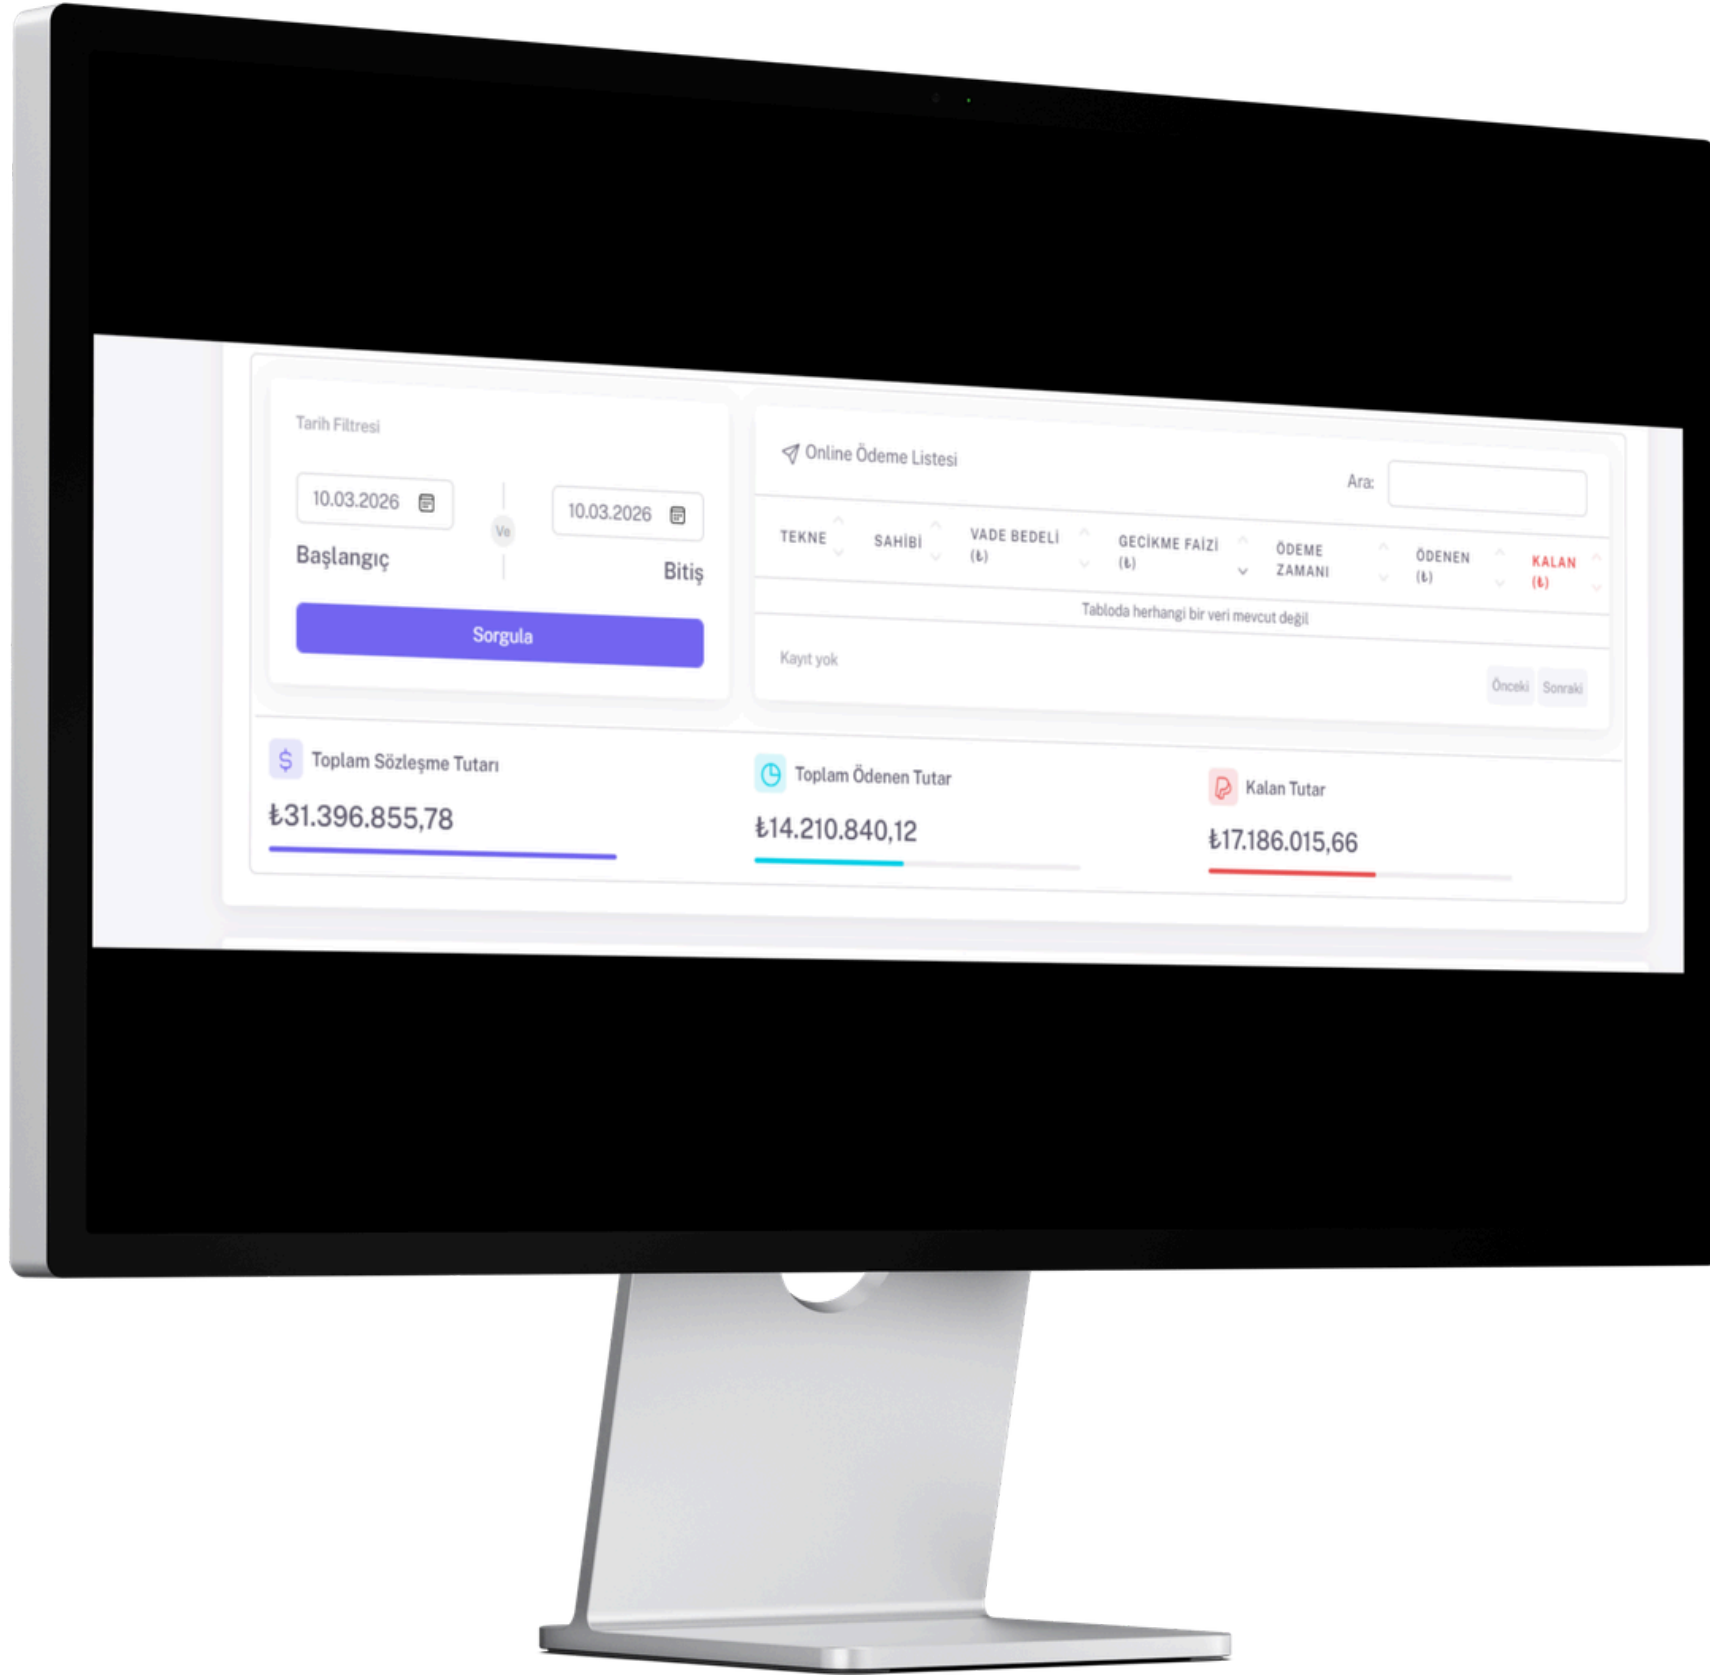 Tarih Filtresi
10.03.2026
Ve
10.03.2026
Başlangıç
Bitiş
Sorgula
Online Ödeme Listesi
Ara:
TEKNE
SAHİBİ
VADE BEDELİ
(₺)
GECİKME FAİZİ
(₺)
ÖDEME
ZAMANI
ÖDENEN
(₺)
KALAN
(₺)
Tabloda herhangi bir veri mevcut değil
Kayıt yok
Önceki
Sonraki
Toplam Sözleşme Tutarı
₺31.396.855,78
Toplam Ödenen Tutar
₺14.210.840,12
Kalan Tutar
₺17.186.015,66